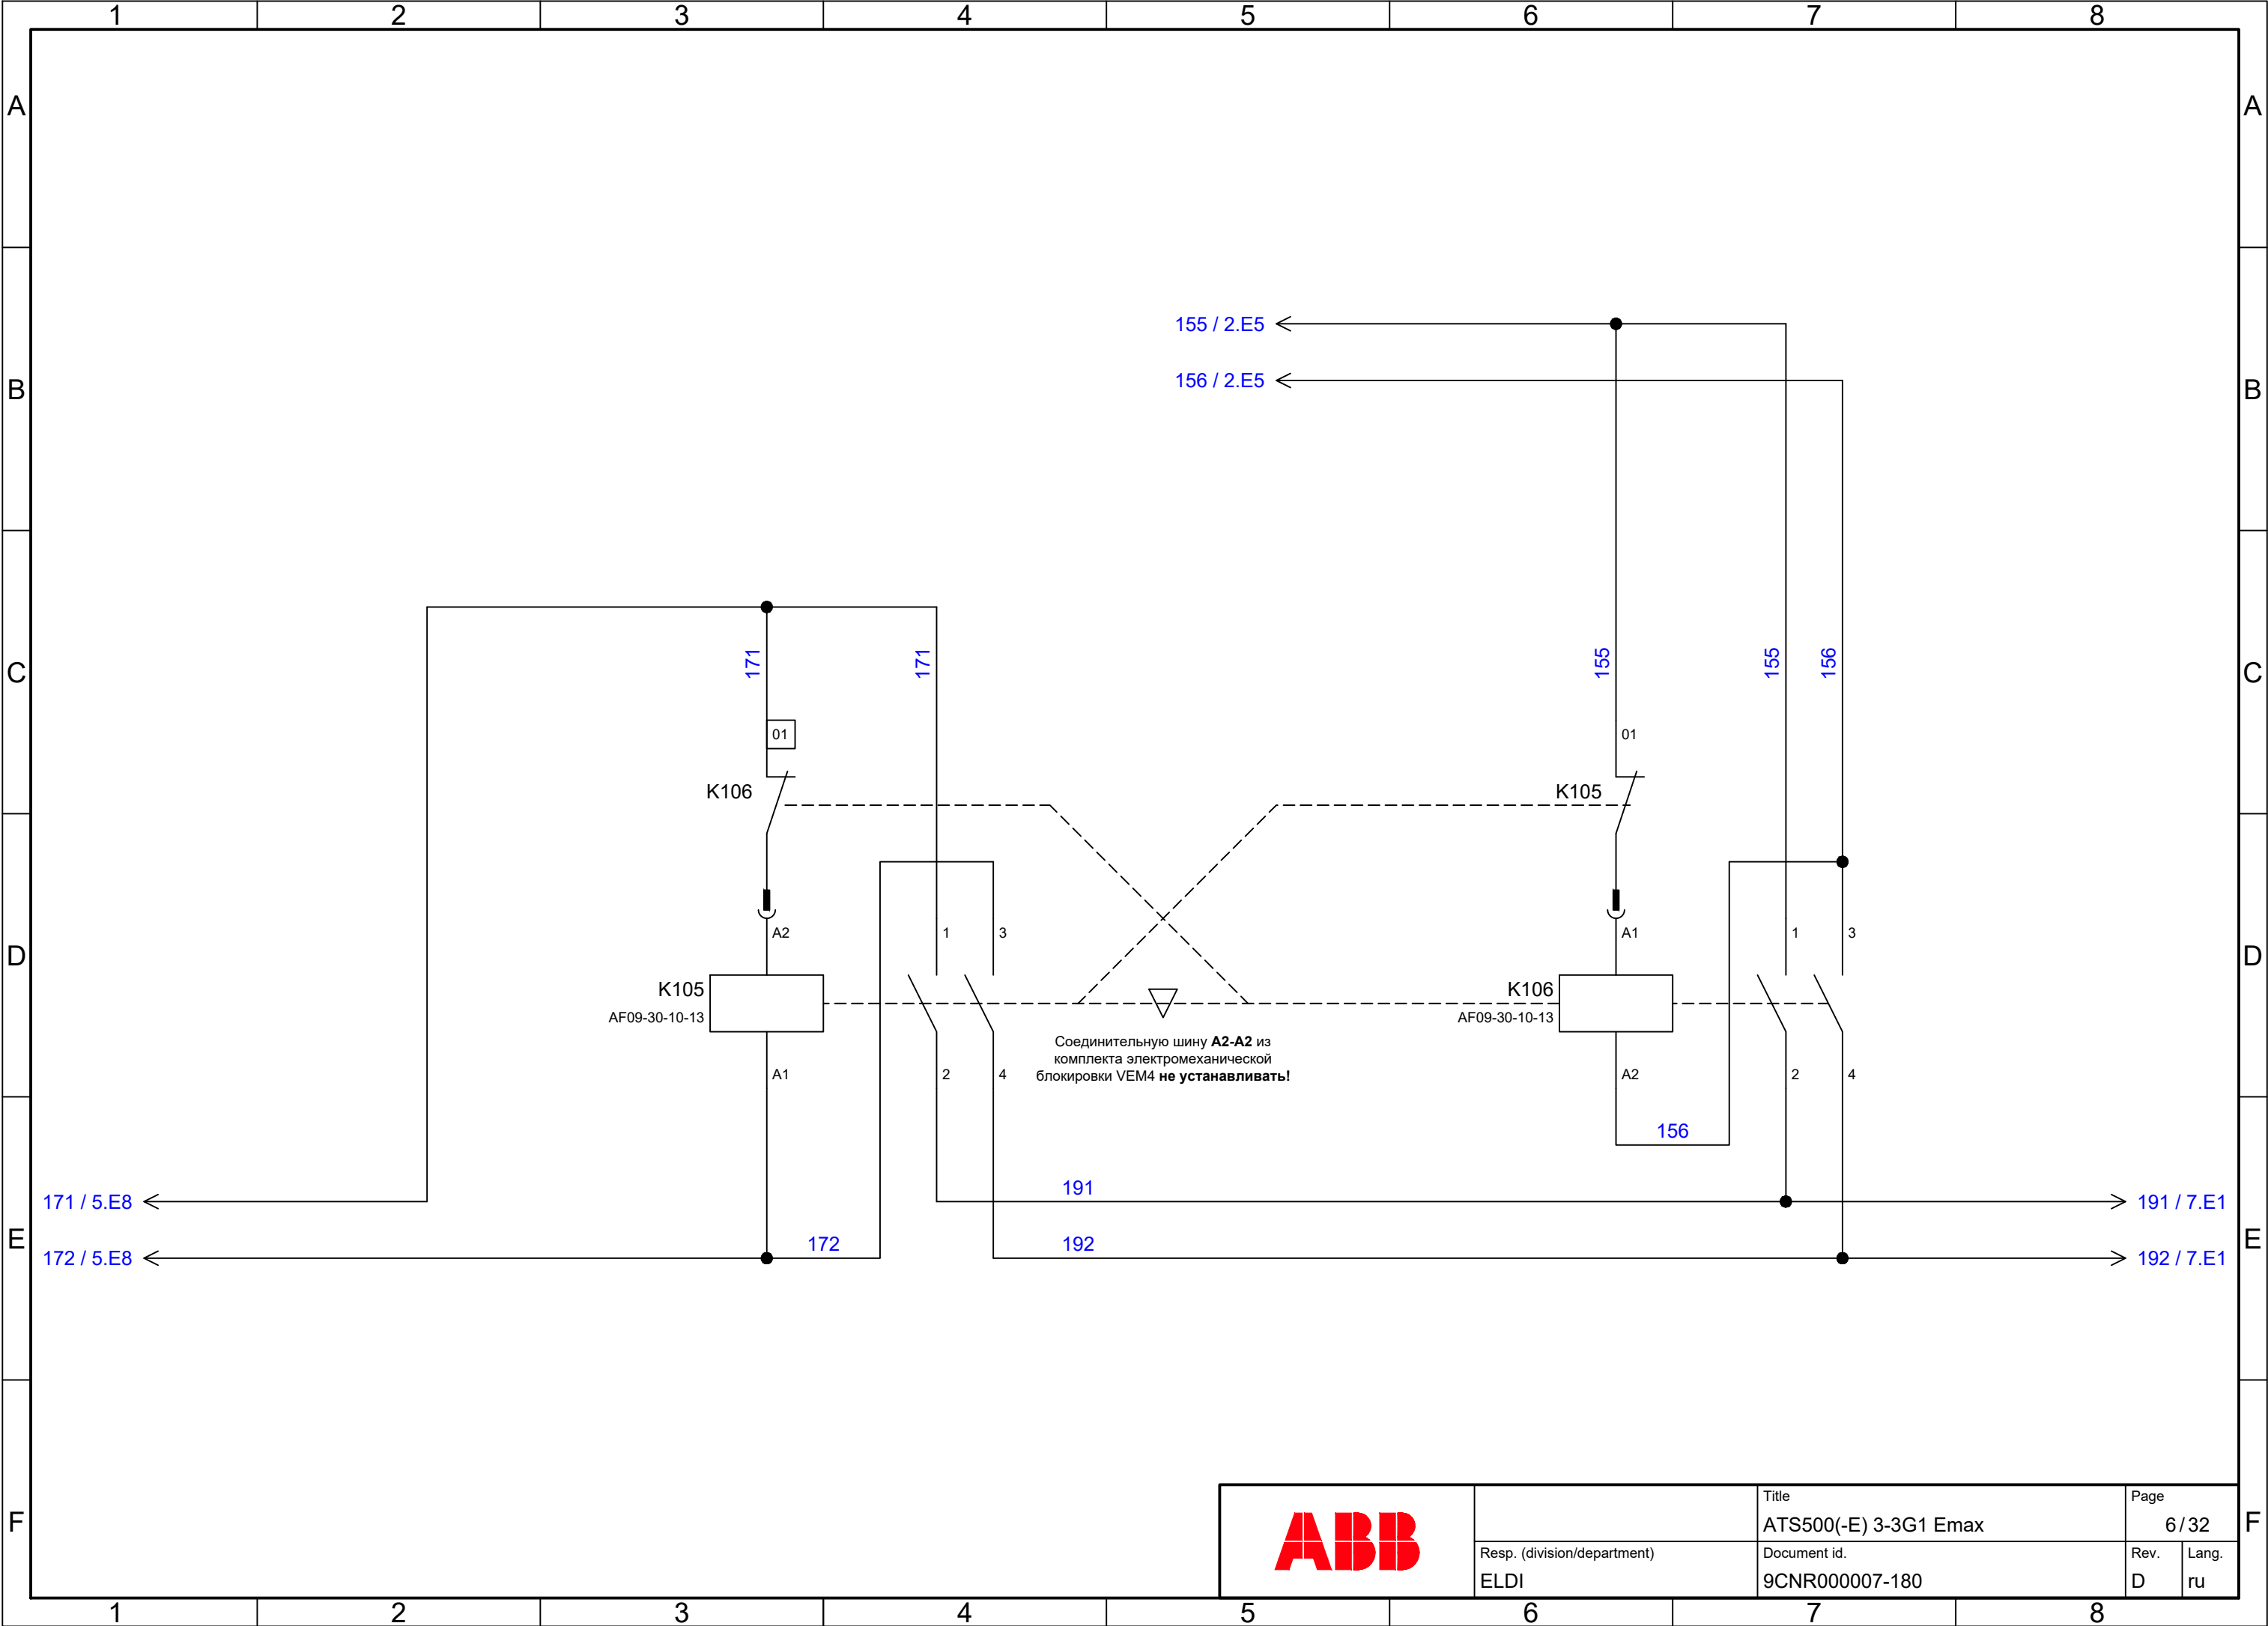 1 2 3 4 5 6 7 8
A A
155 / 2.E5
156 / 2.E5
B B
171 171 155 155 156
C C
01 01
K106 K105
A2 1 3 A1 1 3
D D
K105 K106
AF09-30-10-13 AF09-30-10-13
Соединительную шину A2-A2 из
комплекта электромеханической
блокировки VEM4 не устанавливать!
A1 2 4 A2 2 4
156
191
171 / 5.E8 191 / 7.E1
E E
172 192
172 / 5.E8 192 / 7.E1
F F
ABB
Title
ATS500(-E) 3-3G1 Emax
Page
6/32
Resp. (division/department)
ELDI
Document id.
9CNR000007-180
Rev.
D
Lang.
ru
1 2 3 4 5 6 7 8